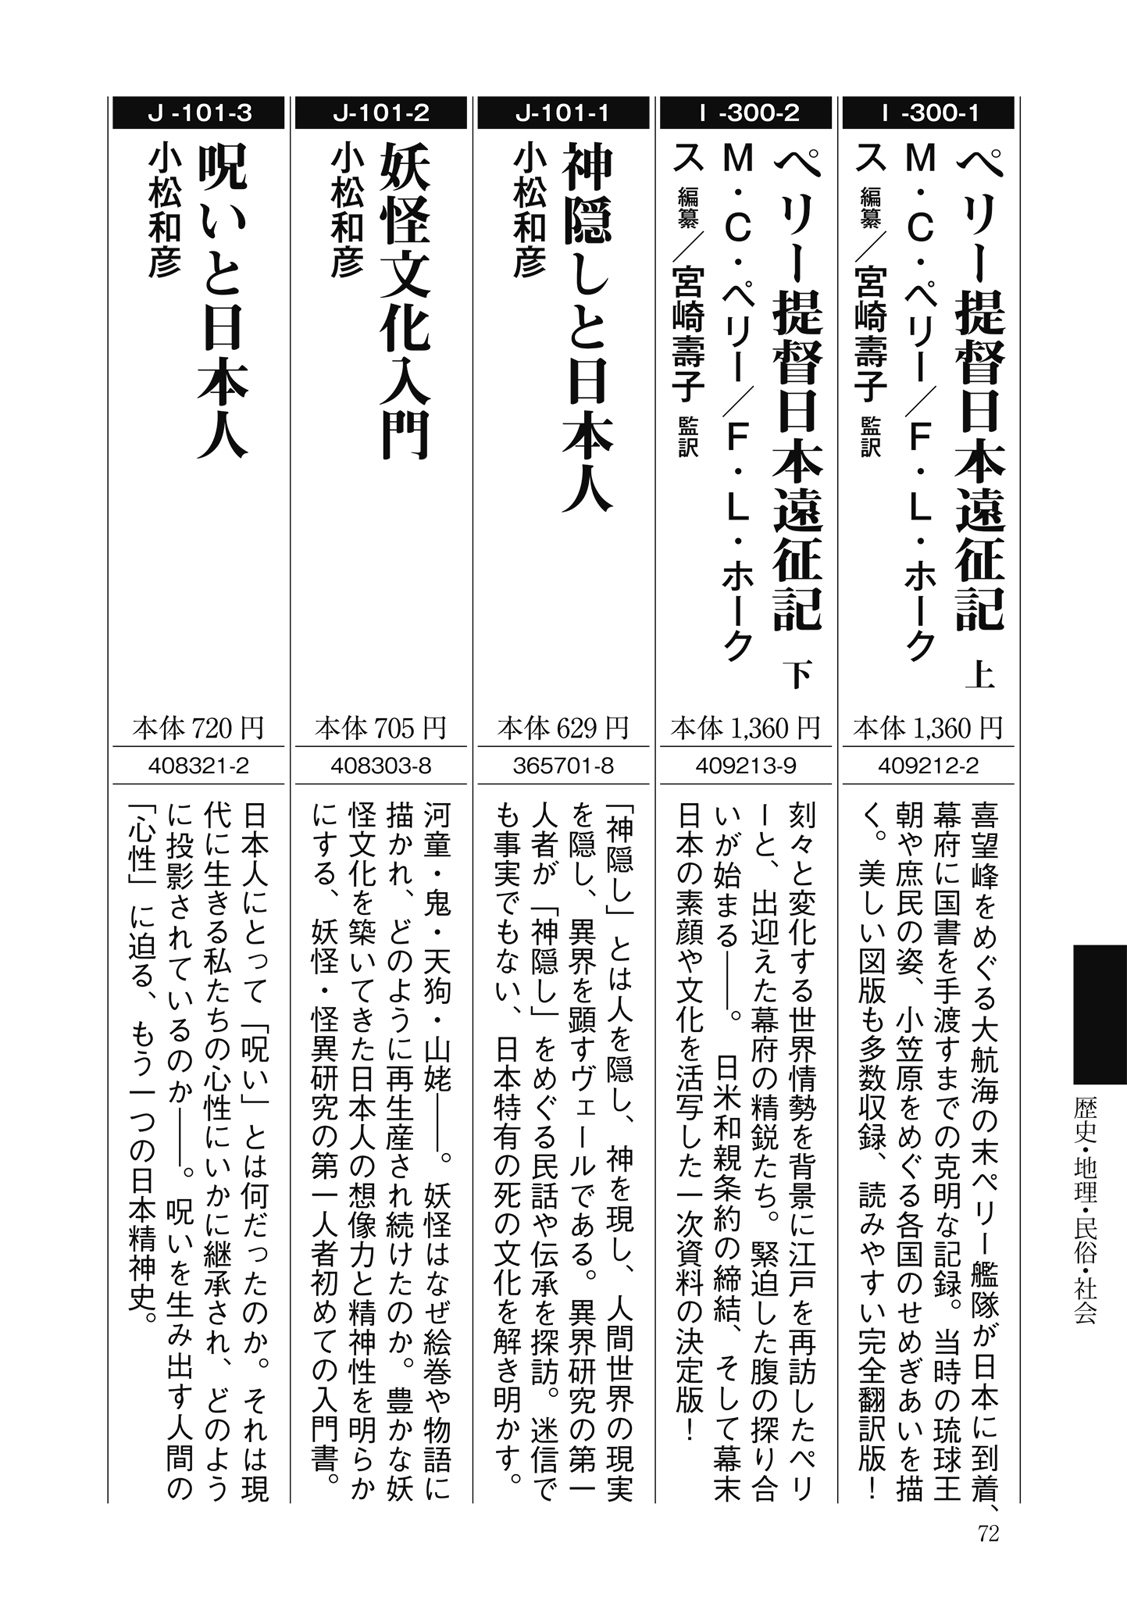 I-300-1
ペリー提督日本遠征記 上
M・C・ペリー／F・L・ホーク
ス 編纂／宮崎壽子 監訳
本体1,360円
409212-2
喜望峰をめぐる大航海の末ペリー艦隊が日本に到着、
幕府に国書を手渡すまでの克明な記録。当時の琉球王
朝や庶民の姿、小笠原をめぐる各国のせめぎあいを描
く。美しい図版も多数収録、読みやすい完全翻訳版！
I-300-2
ペリー提督日本遠征記 下
M・C・ペリー／F・L・ホーク
ス 編纂／宮崎壽子 監訳
本体1,360円
409213-9
刻々と変化する世界情勢を背景に江戸を再訪したペリ
ーと、出迎えた幕府の精鋭たち。緊迫した腹の探り合
いが始まる――。日米和親条約の締結、そして幕末
日本の素顔や文化を活写した一次資料の決定版！
J-101-1
神隠しと日本人
小松和彦
本体629円
365701-8
「神隠し」とは人を隠し、神を現し、人間世界の現実
を隠し、異界を顕すヴェールである。異界研究の第一
人者が「神隠し」をめぐる民話や伝承を探訪。迷信で
も事実でもない、日本特有の死の文化を解き明かす。
J-101-2
妖怪文化入門
小松和彦
本体705円
408303-8
河童・鬼・天狗・山姥――。妖怪はなぜ絵巻や物語に
描かれ、どのように再生産され続けたのか。豊かな妖
怪文化を築いてきた日本人の想像力と精神性を明らか
にする、妖怪・怪異研究の第一人者初めての入門書。
J-101-3
呪いと日本人
小松和彦
本体720円
408321-2
日本人にとって「呪い」とは何だったのか。それは現
代に生きる私たちの心性にいかに継承され、どのよう
に投影されているのか――。呪いを生み出す人間の
「心性」に迫る、もう一つの日本精神史。
歴史・地理・民俗・社会
72